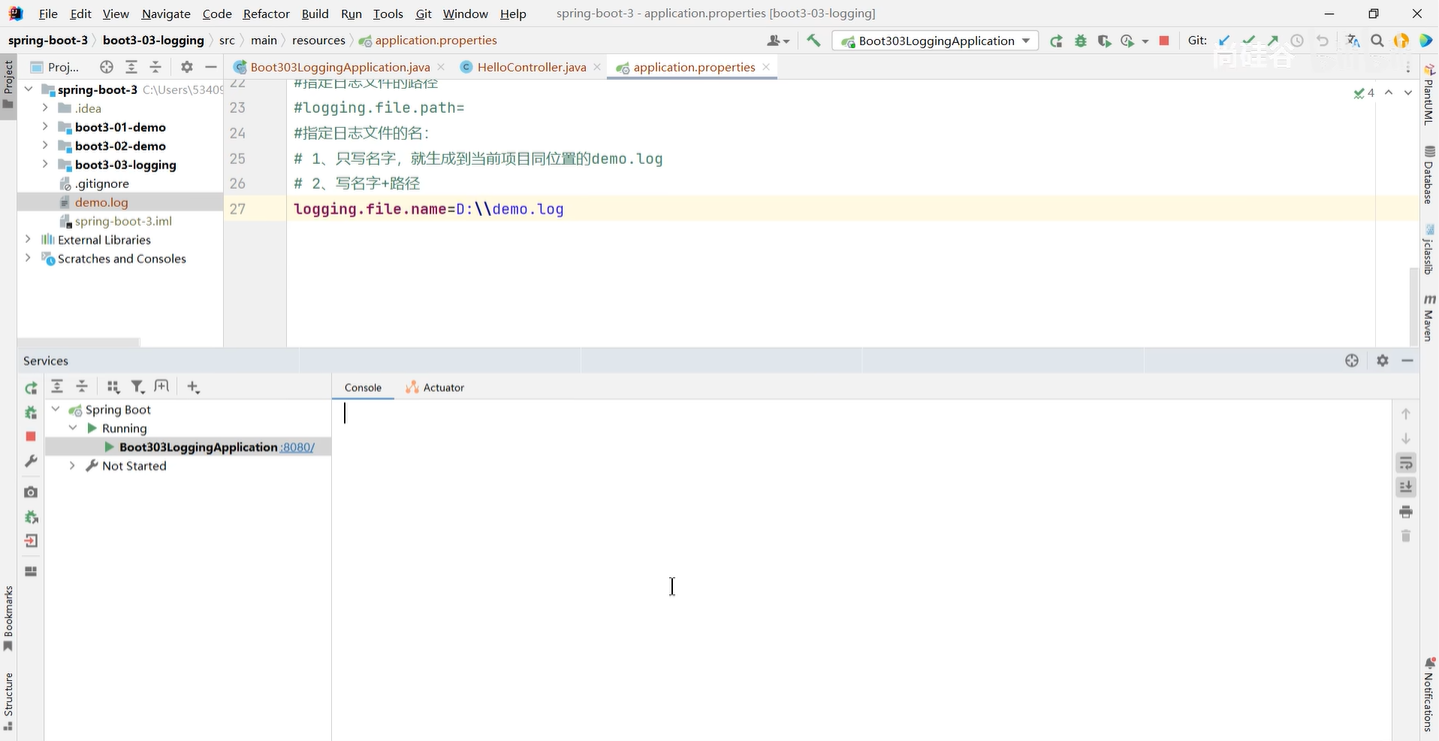 File Edit View Navigate Code Refactor Build Run Tools Git Window Help spring-boot-3 - application.properties [boot3-03-logging]
spring-boot-3 boot3-03-logging src main resources application.properties Boot303LoggingApplication Git:
尚硅谷
Project
Proj...
Boot303LoggingApplication.java HelloController.java application.properties
spring-boot-3 C:\Users\53409
.idea
boot3-01-demo
boot3-02-demo
boot3-03-logging
.gitignore
demo.log
spring-boot-3.iml
External Libraries
Scratches and Consoles
22 #指定日志文件的路径
23 #logging.file.path=
24 #指定日志文件的名：
25 # 1、只写名字，就生成到当前项目同位置的demo.log
26 # 2、写名字+路径
27 logging.file.name=D:\\demo.log
4
PlantUML
Database
jclasslib
m Maven
Notifications
Services
Console Actuator
Spring Boot
Running
Boot303LoggingApplication :8080/
Not Started
Bookmarks
Structure